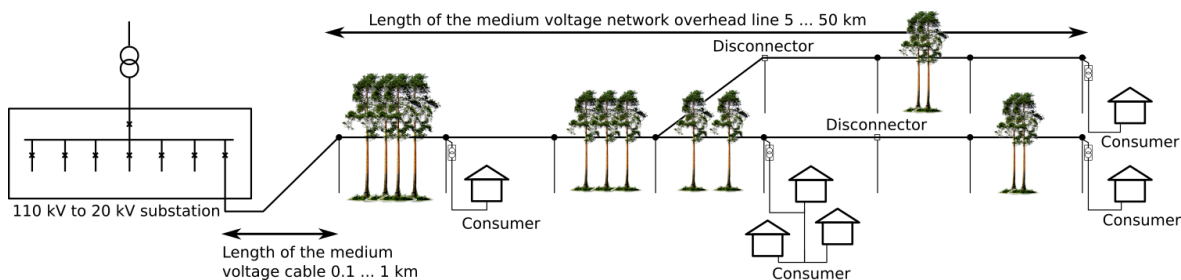 Length of the medium voltage network overhead line 5 ... 50 km
Disconnector
Disconnector
Consumer
110 kV to 20 kV substation
Consumer
Consumer
Length of the medium
voltage cable 0.1 ... 1 km
Consumer